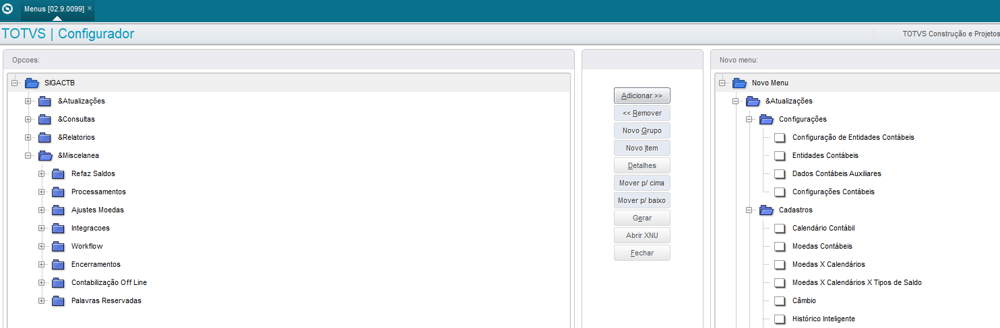 Menus [02.9.0099] ×
TOTVS | Configurador
TOTVS Construção e Projetos
Opcoes:
SIGACTB
&Atualizações
&Consultas
&Relatorios
&Miscelanea
Refaz Saldos
Processamentos
Ajustes Moedas
Integracoes
Workflow
Encerramentos
Contabilização Off Line
Palavras Reservadas
Adicionar >>
<< Remover
Novo Grupo
Novo Item
Detalhes
Mover p/ cima
Mover p/ baixo
Gerar
Abrir XNU
Fechar
Novo menu:
Novo Menu
&Atualizações
Configurações
Configuração de Entidades Contábeis
Entidades Contábeis
Dados Contábeis Auxiliares
Configurações Contábeis
Cadastros
Calendário Contábil
Moedas Contábeis
Moedas X Calendários
Moedas X Calendários X Tipos de Saldo
Câmbio
Histórico Inteligente